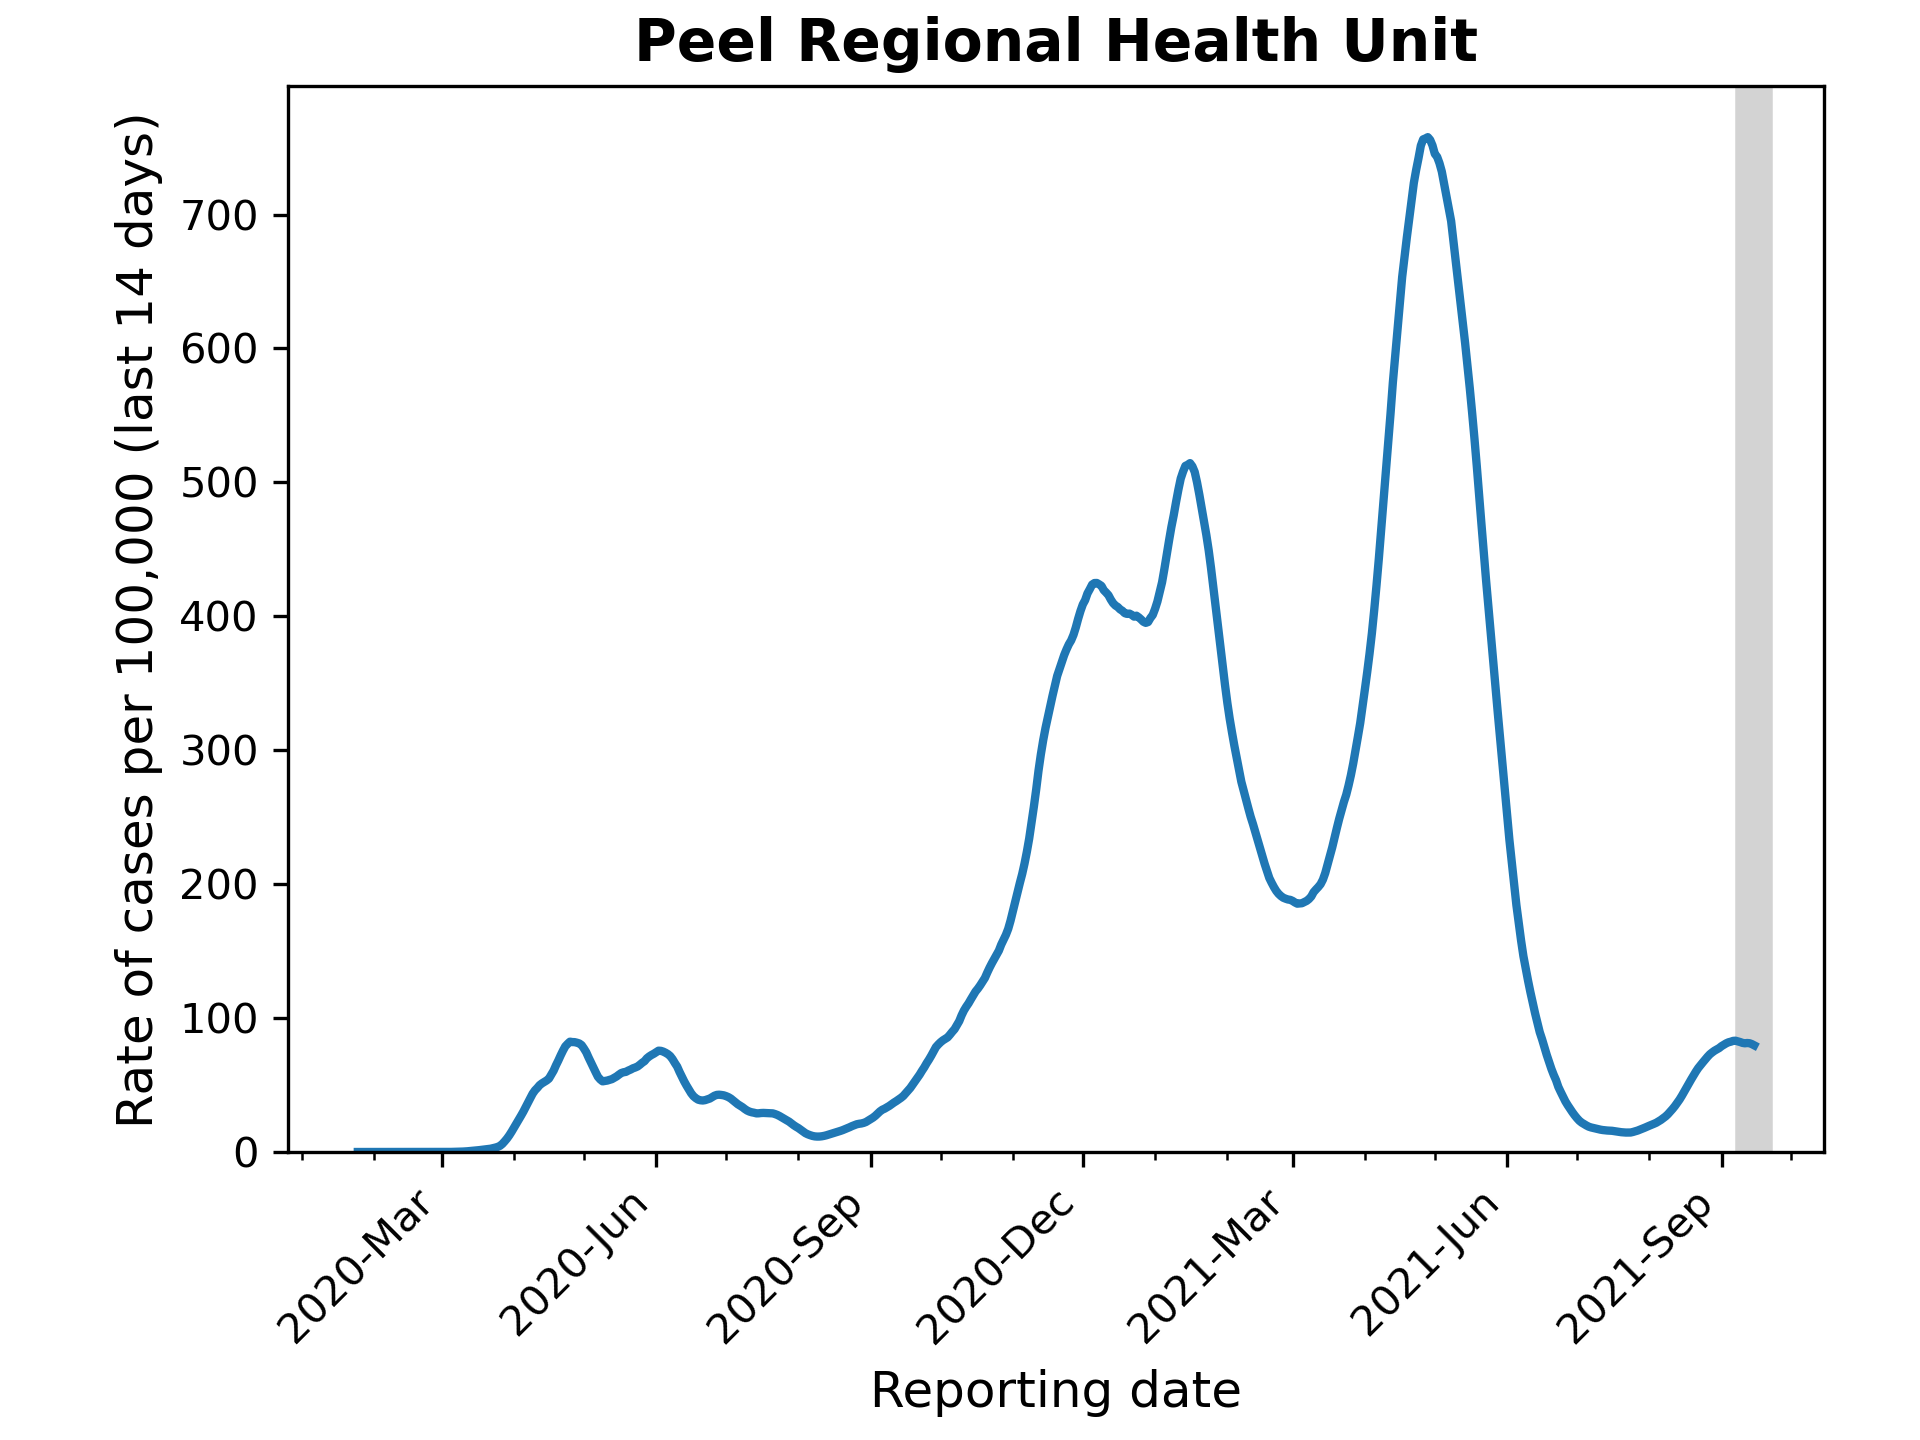 Peel Regional Health Unit
Rate of cases per 100,000 (last 14 days)
700
600
500
400
300
200
100
0
2020-Mar
2020-Jun
2020-Sep
2020-Dec
2021-Mar
2021-Jun
2021-Sep
Reporting date